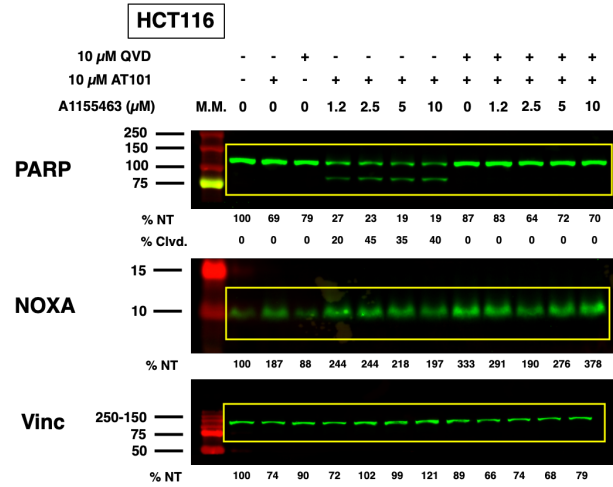 HCT116
10 µM QVD - - + - - - - + + + + +
10 µM AT101 - + - + + + + + + + + +
A1155463 (µM) M.M. 0 0 0 1.2 2.5 5 10 0 1.2 2.5 5 10
250
150
PARP
100
75
% NT 100 69 79 27 23 19 19 87 83 64 72 70
% Clvd. 0 0 0 20 45 35 40 0 0 0 0 0
15
NOXA
10
% NT 100 187 88 244 244 218 197 333 291 190 276 378
Vinc
250-150
75
50
% NT 100 74 90 72 102 99 121 89 66 74 68 79